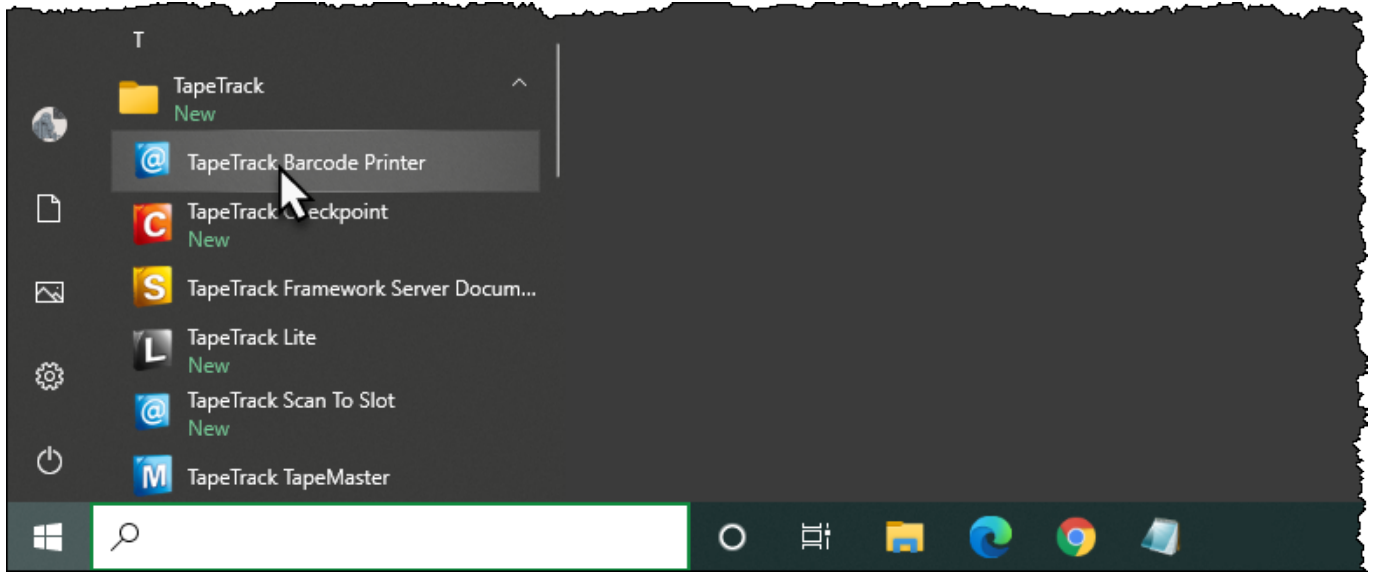 T
TapeTrack
New
@ TapeTrack Barcode Printer
C TapeTrack C eckpoint
New
S TapeTrack Framework Server Docum...
L TapeTrack Lite
New
@ TapeTrack Scan To Slot
New
M TapeTrack TapeMaster